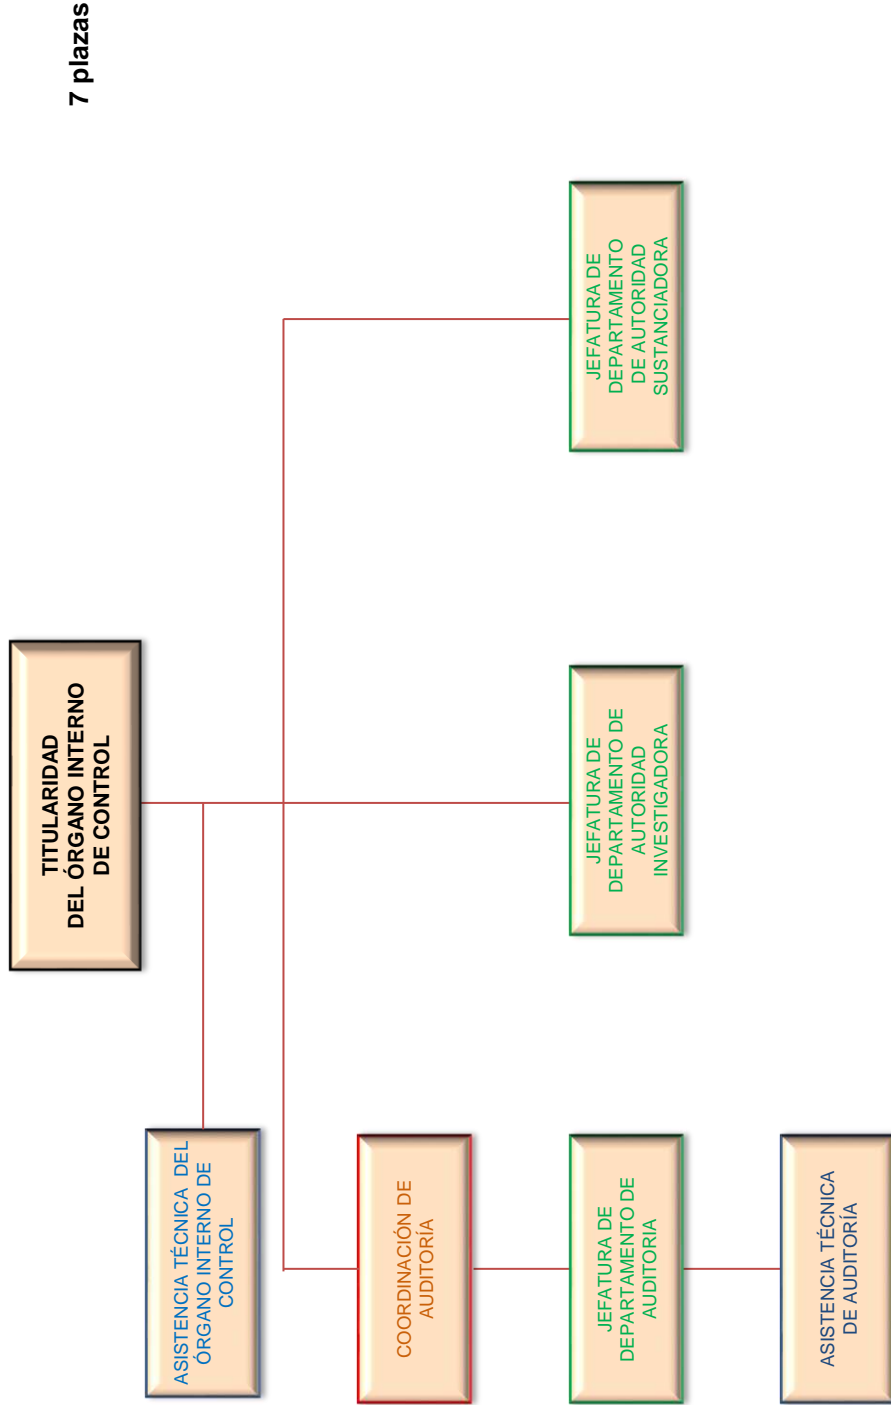 7 plazas
TITULARIDAD
DEL ÓRGANO INTERNO
DE CONTROL
ASISTENCIA TÉCNICA DEL
ÓRGANO INTERNO DE
CONTROL
COORDINACIÓN DE
AUDITORÍA
JEFATURA DE
DEPARTAMENTO DE
AUDITORIA
JEFATURA DE
DEPARTAMENTO DE
AUTORIDAD
INVESTIGADORA
JEFATURA DE
DEPARTAMENTO
DE AUTORIDAD
SUSTANCIADORA
ASISTENCIA TÉCNICA
DE AUDITORÍA